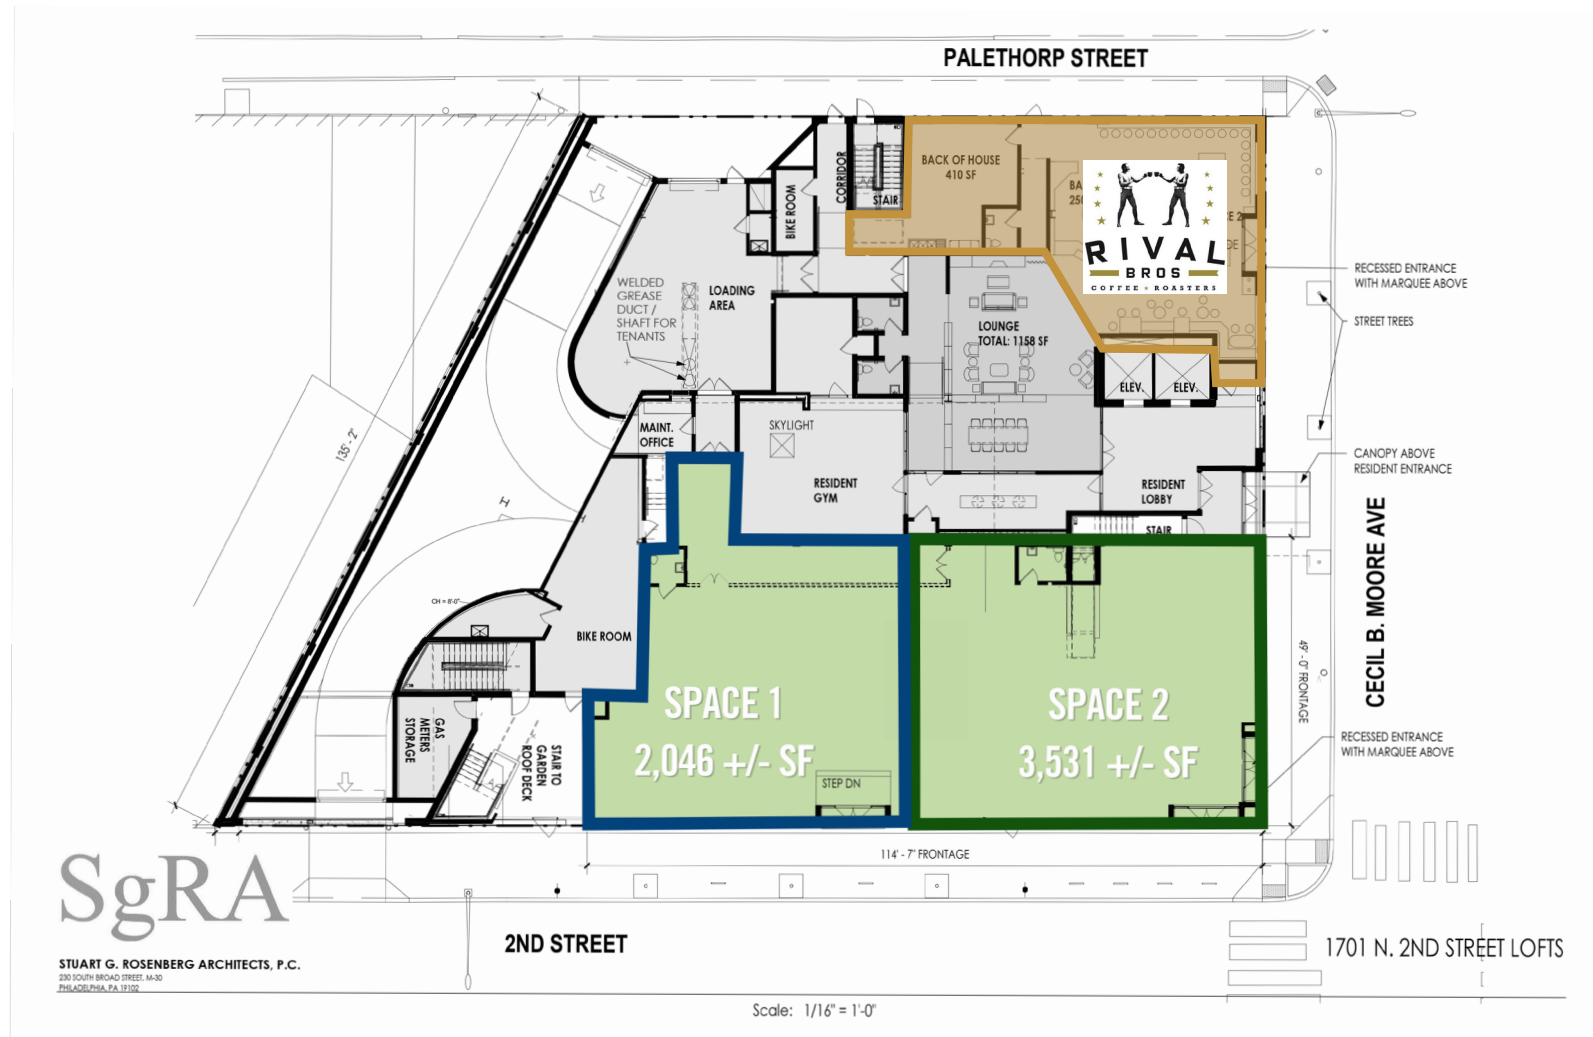 PALETHORP STREET
BACK OF HOUSE
410 SF
CORRIDOR
STAIR
BIKE ROOM
RIVAL
BROS
COFFEE ★ ROASTERS
RECESSED ENTRANCE
WITH MARQUEE ABOVE
STREET TREES
WELDED
GREASE
DUCT /
SHAFT FOR
TENANTS
LOADING
AREA
LOUNGE
TOTAL: 1158 SF
ELEV.
ELEV.
135' - 2"
MAINT.
OFFICE
SKYLIGHT
RESIDENT
GYM
RESIDENT
LOBBY
STAIR
CANOPY ABOVE
RESIDENT ENTRANCE
CECIL B. MOORE AVE
CH = 8'-0"
BIKE ROOM
SPACE 1
2,046 +/- SF
STEP DN
SPACE 2
3,531 +/- SF
49' - 0" FRONTAGE
RECESSED ENTRANCE
WITH MARQUEE ABOVE
GAS
METERS
STORAGE
STAIR TO
GARDEN
ROOF DECK
114' - 7" FRONTAGE
SgRA
2ND STREET
STUART G. ROSENBERG ARCHITECTS, P.C.
230 SOUTH BROAD STREET, M-30
PHILADELPHIA, PA 19102
1701 N. 2ND STREET LOFTS
Scale: 1/16" = 1'-0"